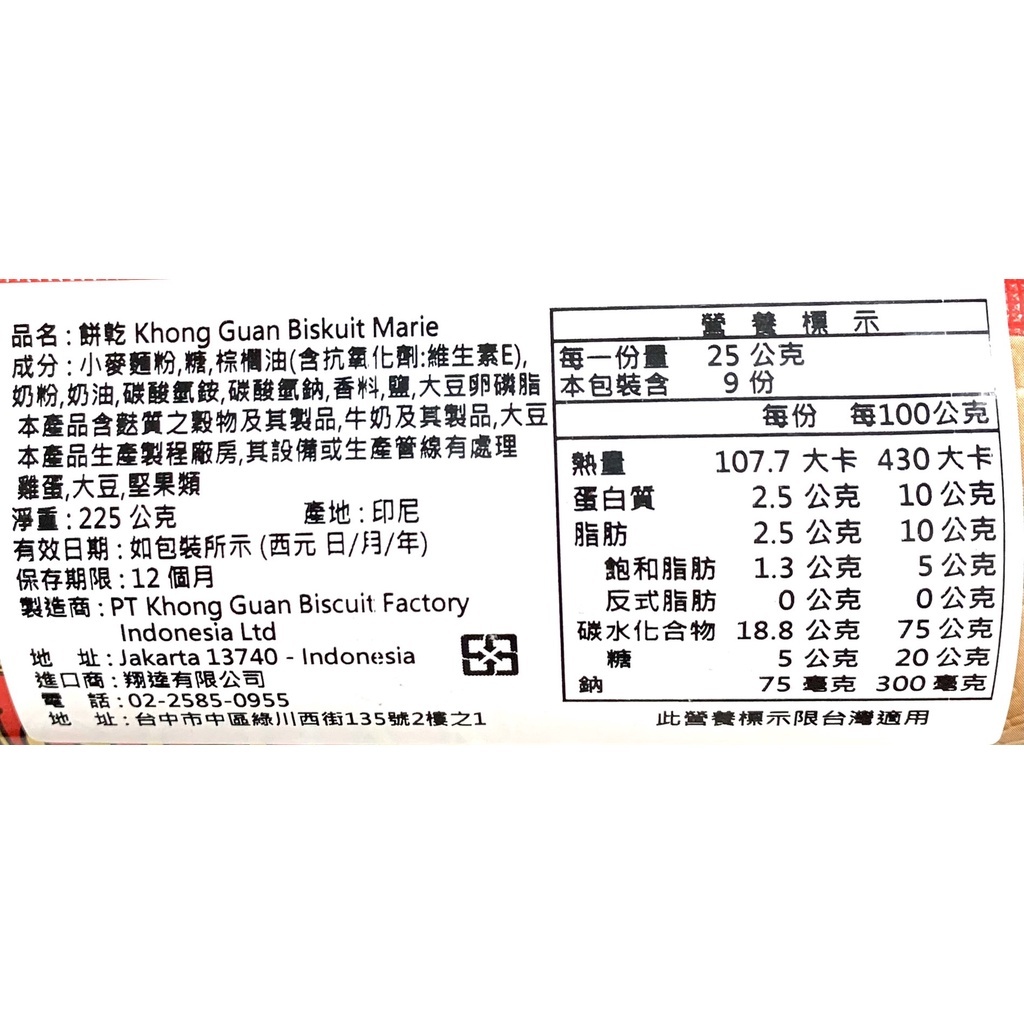 品名：餅乾 Khong Guan Biskuit Marie
成分：小麥麵粉,糖,棕櫚油(含抗氧化劑:維生素E),
奶粉,奶油,碳酸氫銨,碳酸氫鈉,香料,鹽,大豆卵磷脂
本產品含麩質之穀物及其製品,牛奶及其製品,大豆
本產品生產製程廠房,其設備或生產管線有處理
雞蛋,大豆,堅果類
淨重：225 公克 產地：印尼
有效日期：如包裝所示 (西元 日/月/年)
保存期限：12 個月
製造商：PT Khong Guan Biscuit Factory
Indonesia Ltd
地 址：Jakarta 13740 - Indonesia
進口商：翔達有限公司
電 話：02-2585-0955
地 址：台中市中區綠川西街135號2樓之1
營養標示
每一份量 25 公克
本包裝含 9 份
每份 每100公克
熱量 107.7 大卡 430 大卡
蛋白質 2.5 公克 10 公克
脂肪 2.5 公克 10 公克
飽和脂肪 1.3 公克 5 公克
反式脂肪 0 公克 0 公克
碳水化合物 18.8 公克 75 公克
糖 5 公克 20 公克
鈉 75 毫克 300 毫克
此營養標示限台灣適用